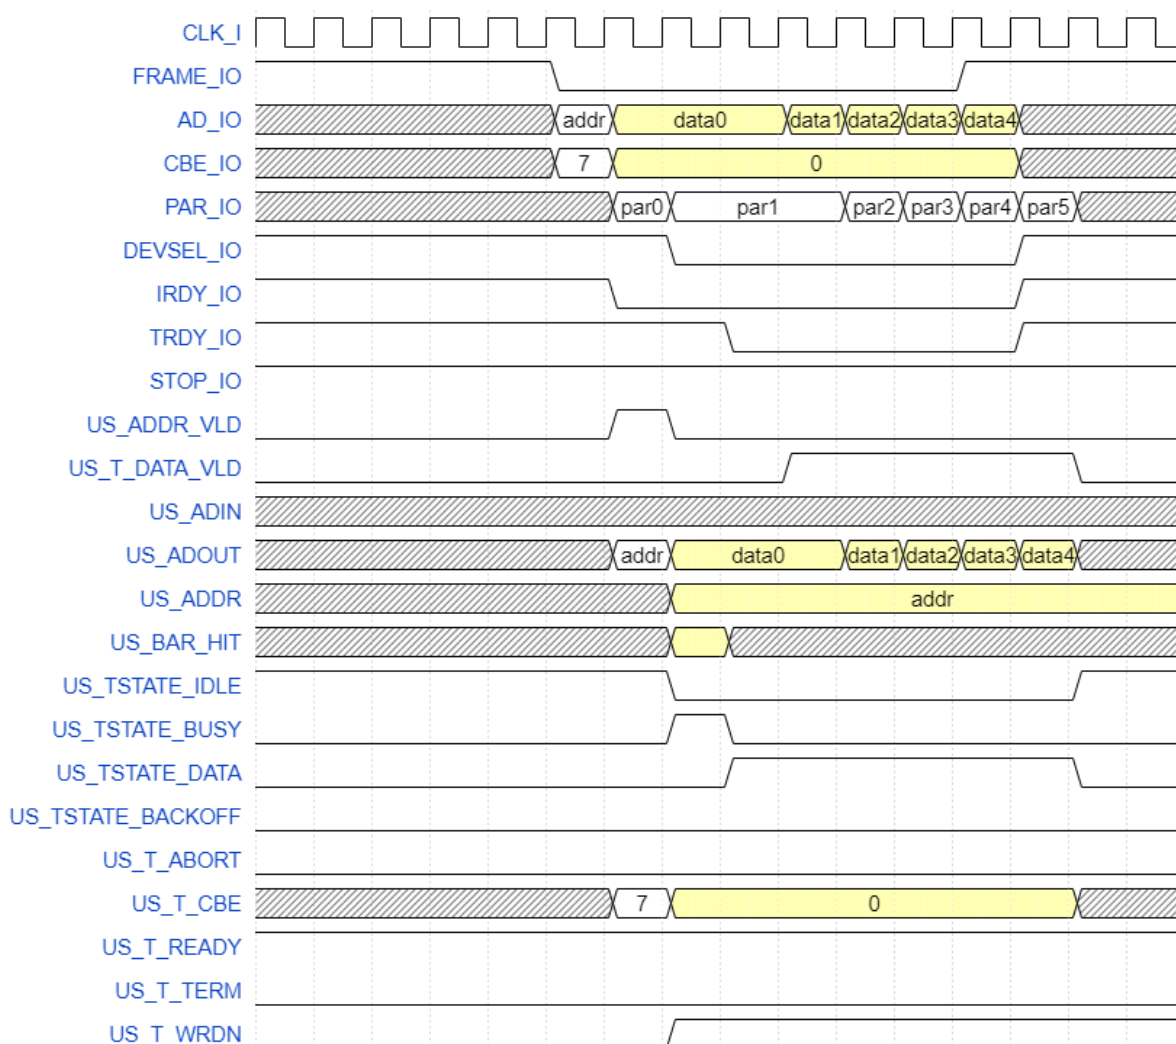 CLK_I
FRAME_IO
AD_IO addr data0 data1 data2 data3 data4
CBE_IO 7 0
PAR_IO par0 par1 par2 par3 par4 par5
DEVSEL_IO
IRDY_IO
TRDY_IO
STOP_IO
US_ADDR_VLD
US_T_DATA_VLD
US_ADIN
US_ADOUT addr data0 data1 data2 data3 data4
US_ADDR addr
US_BAR_HIT
US_TSTATE_IDLE
US_TSTATE_BUSY
US_TSTATE_DATA
US_TSTATE_BACKOFF
US_T_ABORT
US_T_CBE 7 0
US_T_READY
US_T_TERM
US_T_WRDN